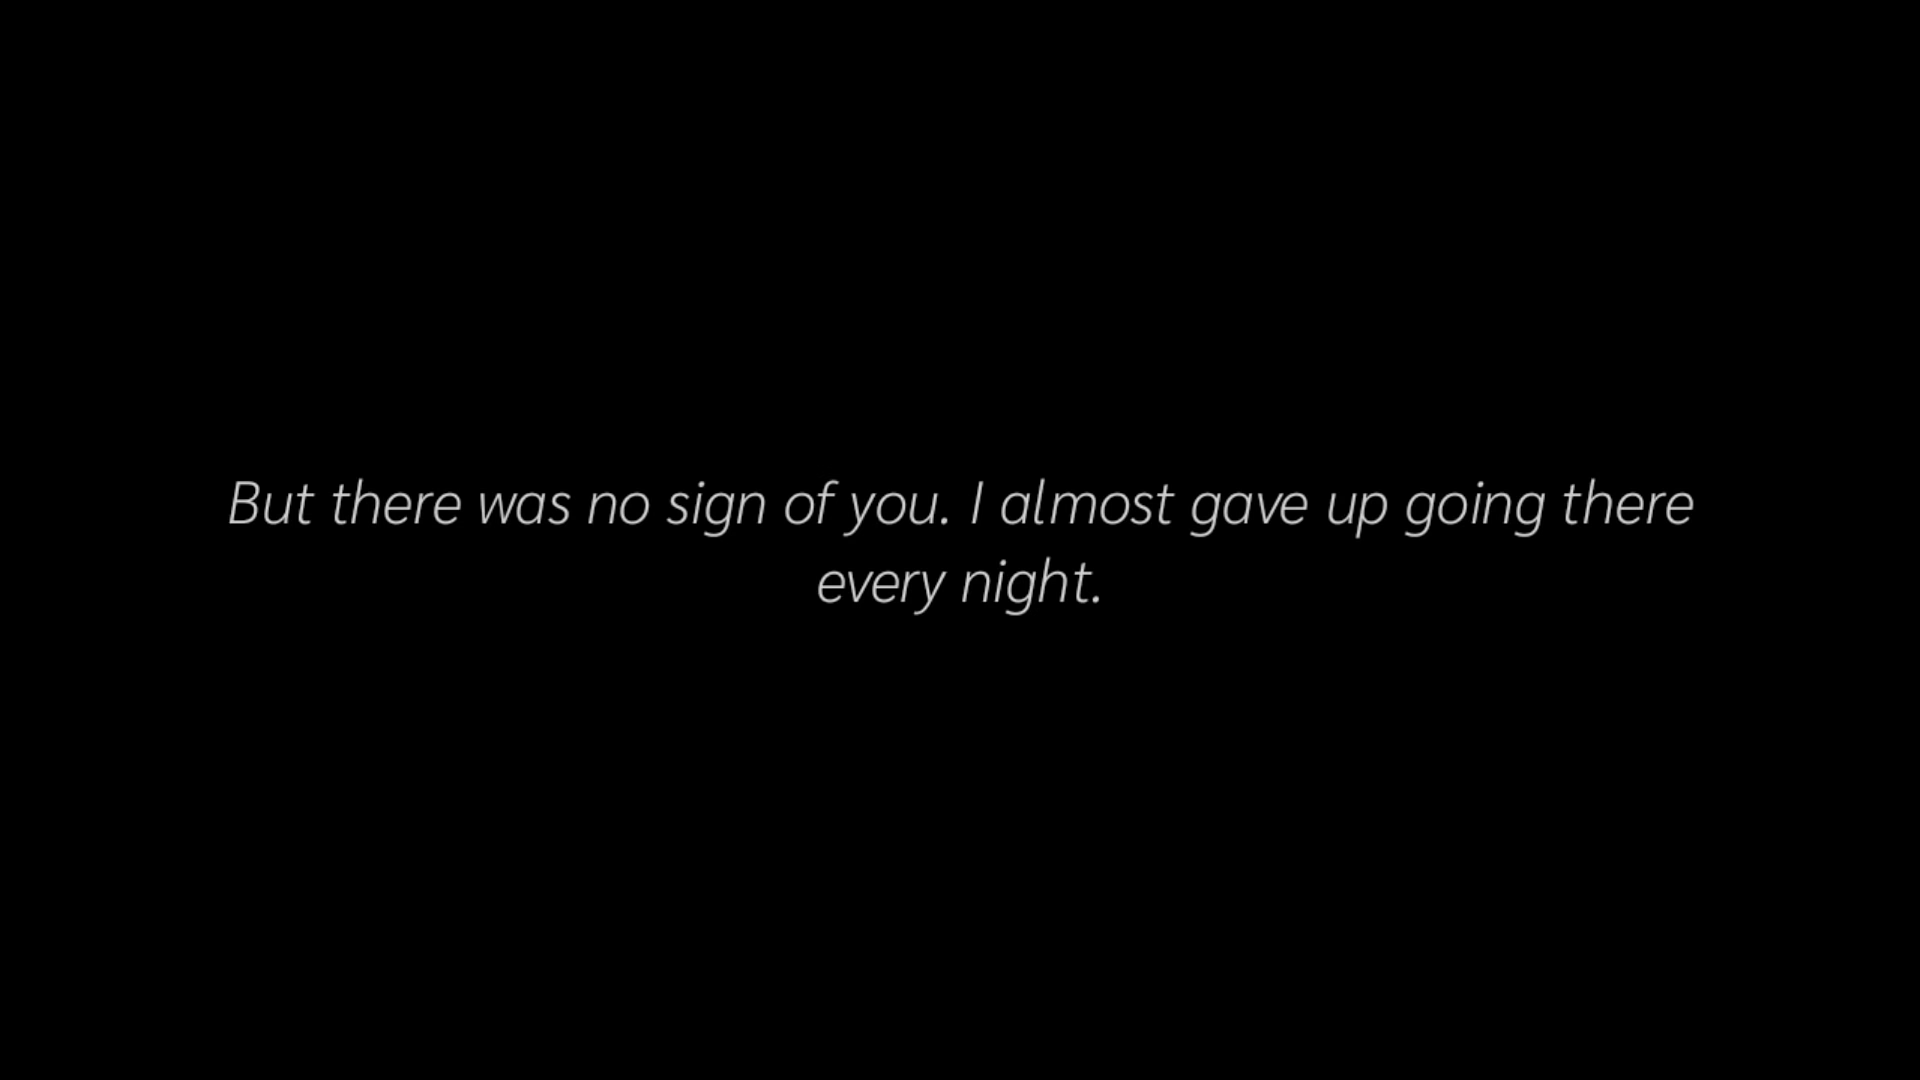 But there was no sign of you. I almost gave up going there
every night.